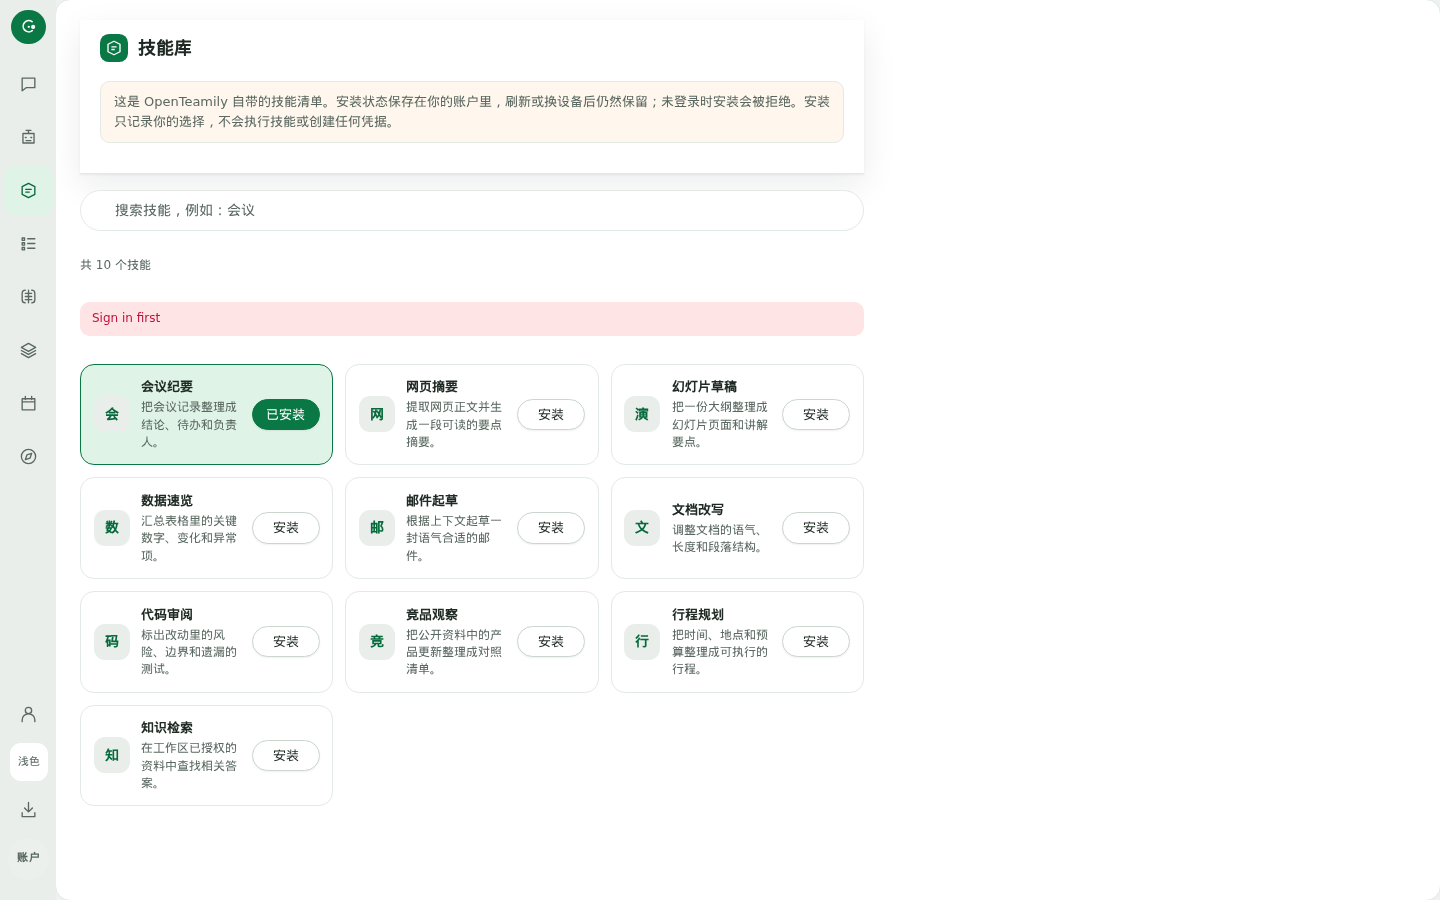 技能库
这是 OpenTeamily 自带的技能清单。安装状态保存在你的账户里，刷新或换设备后仍然保留；未登录时安装会被拒绝。安装
只记录你的选择，不会执行技能或创建任何凭据。
搜索技能，例如：会议
共 10 个技能
Sign in first
会
会议纪要
把会议记录整理成
结论、待办和负责
人。
已安装
网
网页摘要
提取网页正文并生
成一段可读的要点
摘要。
安装
演
幻灯片草稿
把一份大纲整理成
幻灯片页面和讲解
要点。
安装
数
数据速览
汇总表格里的关键
数字、变化和异常
项。
安装
邮
邮件起草
根据上下文起草一
封语气合适的邮
件。
安装
文
文档改写
调整文档的语气、
长度和段落结构。
安装
码
代码审阅
标出改动里的风
险、边界和遗漏的
测试。
安装
竞
竞品观察
把公开资料中的产
品更新整理成对照
清单。
安装
行
行程规划
把时间、地点和预
算整理成可执行的
行程。
安装
知
知识检索
在工作区已授权的
资料中查找相关答
案。
安装
浅色
账户